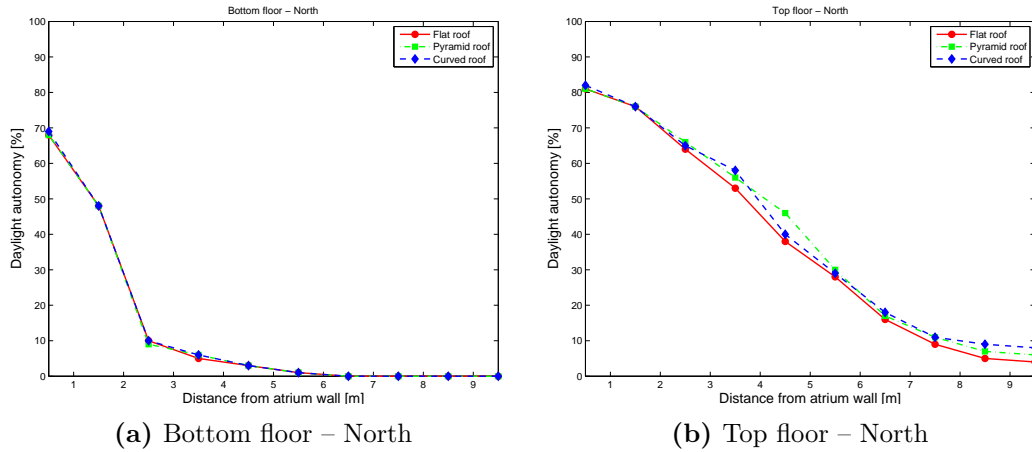 Bottom floor – North
100
90
80
70
60
50
40
30
20
10
0
Daylight autonomy [%]
1 2 3 4 5 6 7 8 9
Distance from atrium wall [m]
Flat roof
Pyramid roof
Curved roof
(a) Bottom floor – North
Top floor – North
100
90
80
70
60
50
40
30
20
10
0
Daylight autonomy [%]
1 2 3 4 5 6 7 8 9
Distance from atrium wall [m]
Flat roof
Pyramid roof
Curved roof
(b) Top floor – North